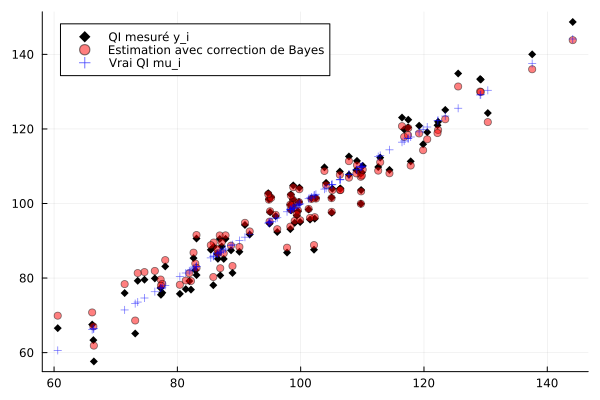 QI mesuré y_i
Estimation avec correction de Bayes
Vrai QI mu_i
140
120
100
80
60
60 80 100 120 140